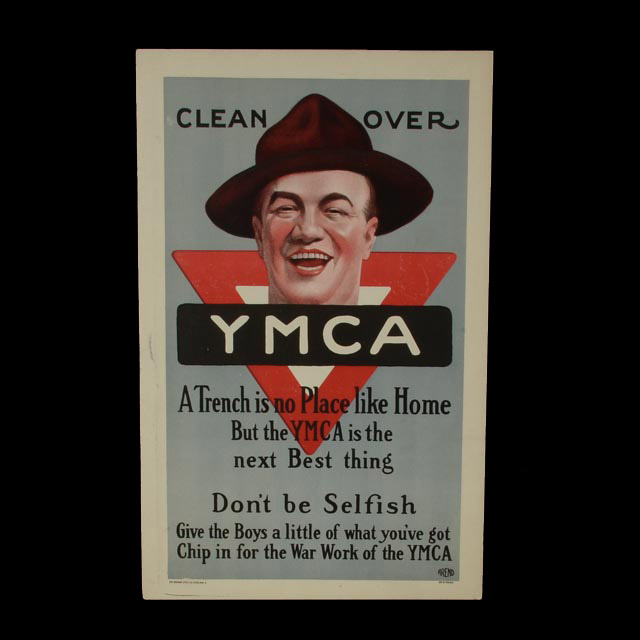 CLEAN OVER
YMCA
A Trench is no Place like Home
But the YMCA is the
next Best thing
Don't be Selfish
Give the Boys a little of what you've got
Chip in for the War Work of the YMCA